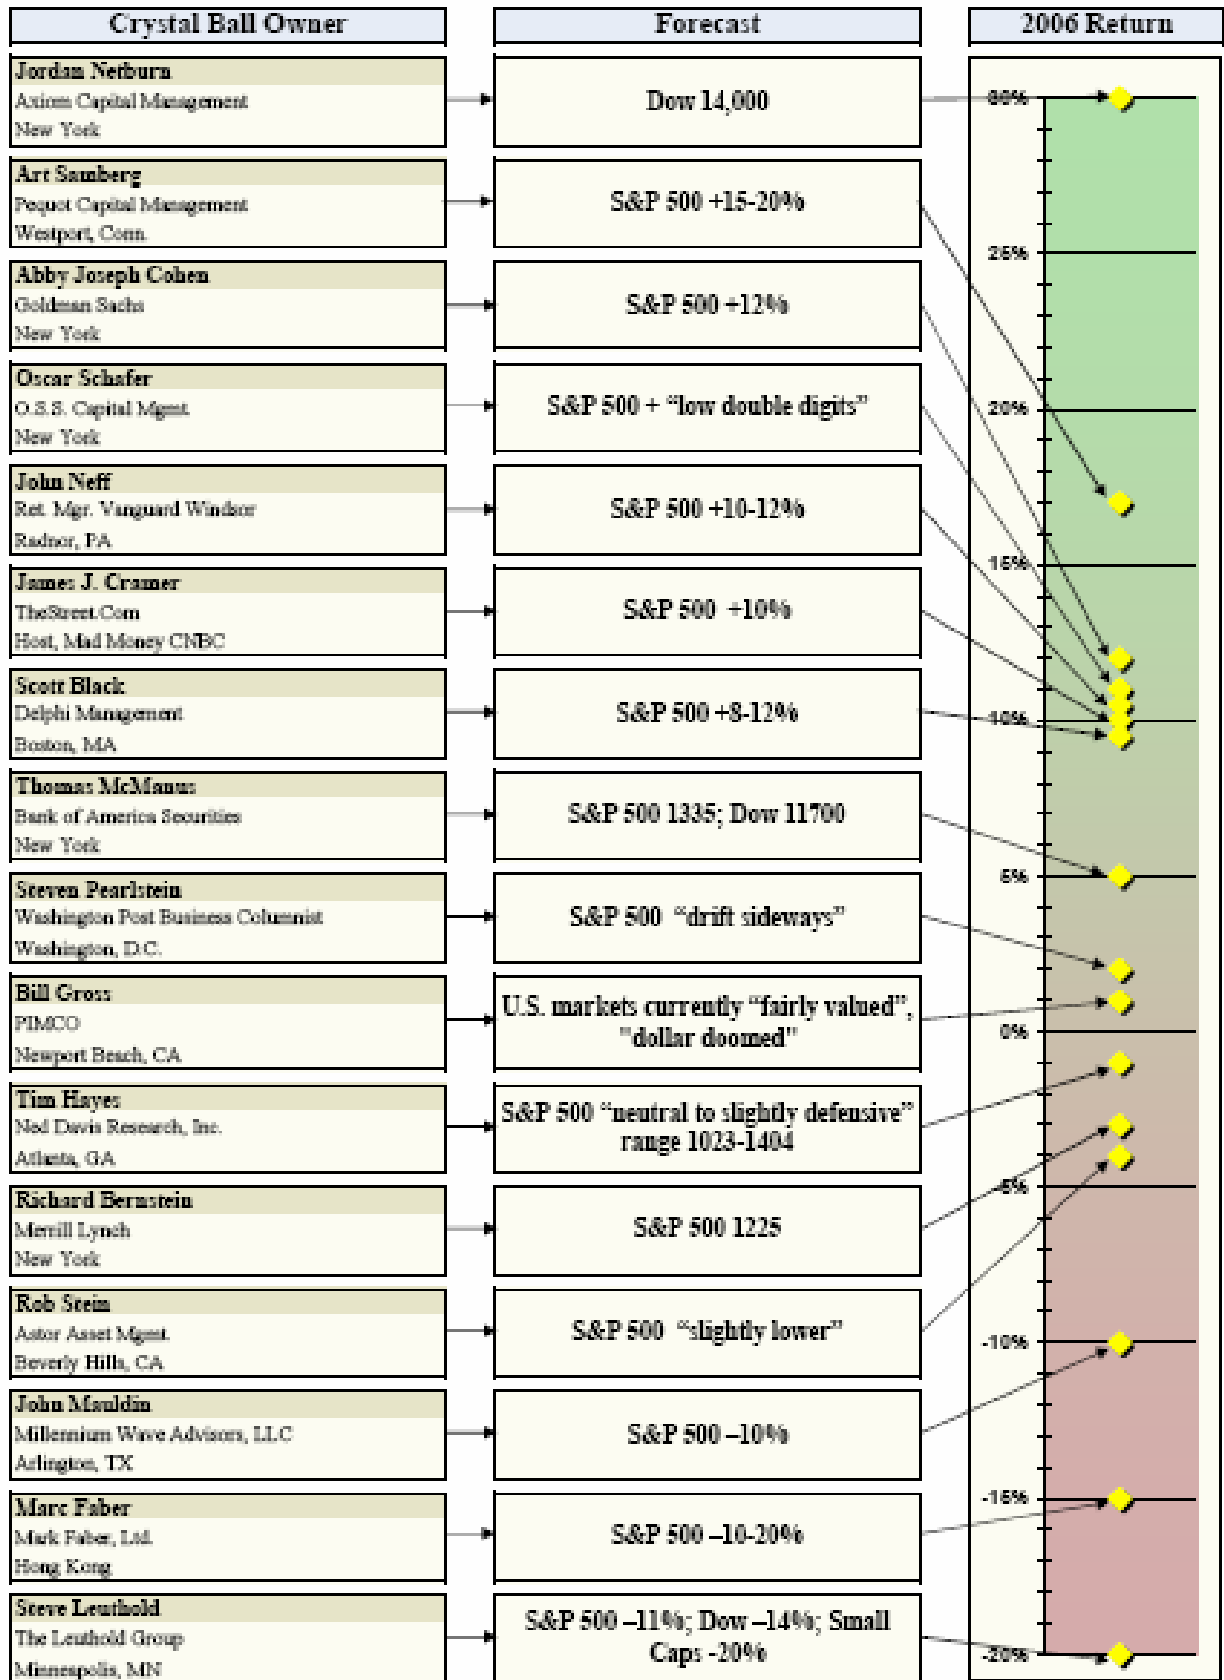 Crystal Ball Owner
Forecast
2006 Return
Jordan Netburn
Axiom Capital Management
New York
Dow 14,000
Art Samberg
Pequot Capital Management
Westport, Conn.
S&P 500 +15-20%
Abby Joseph Cohen
Goldman Sachs
New York
S&P 500 +12%
Oscar Schafer
O.S.S. Capital Mgmt.
New York
S&P 500 + “low double digits”
John Neff
Ret. Mgr. Vanguard Windsor
Radnor, PA
S&P 500 +10-12%
James J. Cramer
TheStreet.Com
Host, Mad Money CNBC
S&P 500 +10%
Scott Black
Delphi Management
Boston, MA
S&P 500 +8-12%
Thomas McManus
Bank of America Securities
New York
S&P 500 1335; Dow 11700
Steven Pearlstein
Washington Post Business Columnist
Washington, D.C.
S&P 500 “drift sideways”
Bill Gross
PIMCO
Newport Beach, CA
U.S. markets currently “fairly valued”,
"dollar doomed"
Tim Hayes
Ned Davis Research, Inc.
Atlanta, GA
S&P 500 “neutral to slightly defensive”
range 1023-1404
Richard Bernstein
Merrill Lynch
New York
S&P 500 1225
Rob Stein
Astor Asset Mgmt.
Beverly Hills, CA
S&P 500 “slightly lower”
John Mauldin
Millennium Wave Advisors, LLC
Arlington, TX
S&P 500 –10%
Marc Faber
Mark Faber, Ltd.
Hong Kong
S&P 500 –10-20%
Steve Leuthold
The Leuthold Group
Minneapolis, MN
S&P 500 –11%; Dow –14%; Small
Caps -20%
30%
25%
20%
15%
10%
5%
0%
-5%
-10%
-15%
-20%